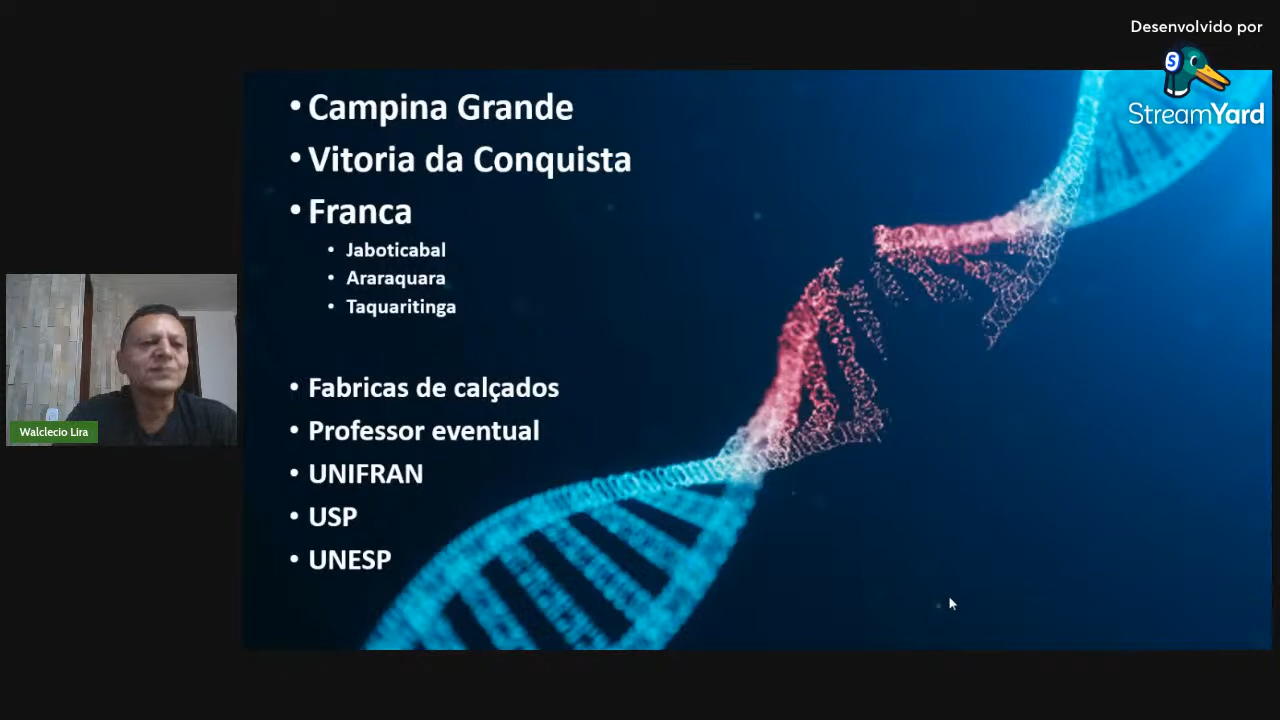 Desenvolvido por
S
StreamYard
• Campina Grande
• Vitoria da Conquista
• Franca
• Jaboticabal
• Araraquara
• Taquaritinga
• Fabricas de calçados
• Professor eventual
• UNIFRAN
• USP
• UNESP
Walclecio Lira